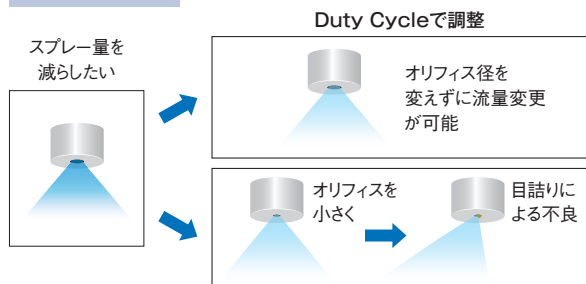 Duty Cycleで調整
スプレー量を
減らしたい
オリフィス径を
変えずに流量変更
が可能
オリフィスを
小さく
目詰りに
よる不良